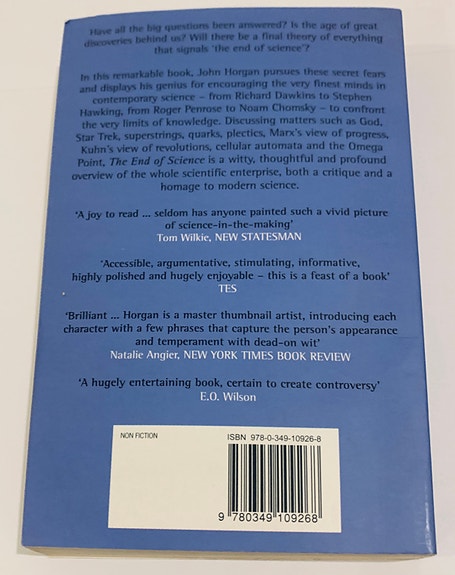 Have all the big questions been answered? Is the age of great
discoveries behind us? Will there be a final theory of everything
that signals 'the end of science'?
In this remarkable book, John Horgan pursues these secret fears
and displays his genius for encouraging the very finest minds in
contemporary science – from Richard Dawkins to Stephen
Hawking, from Roger Penrose to Noam Chomsky – to confront
the very limits of knowledge. Discussing matters such as God,
Star Trek, superstrings, quarks, plectics, Marx's view of progress,
Kuhn's view of revolutions, cellular automata and the Omega
Point, The End of Science is a witty, thoughtful and profound
overview of the whole scientific enterprise, both a critique and a
homage to modern science.
'A joy to read ... seldom has anyone painted such a vivid picture
of science-in-the-making'
Tom Wilkie, NEW STATESMAN
'Accessible, argumentative, stimulating, informative,
highly polished and hugely enjoyable – this is a feast of a book'
TES
'Brilliant ... Horgan is a master thumbnail artist, introducing each
character with a few phrases that capture the person's appearance
and temperament with dead-on wit'
Natalie Angier, NEW YORK TIMES BOOK REVIEW
'A hugely entertaining book, certain to create controversy'
E.O. Wilson
NON FICTION
ISBN 978-0-349-10926-8
9 780349 109268